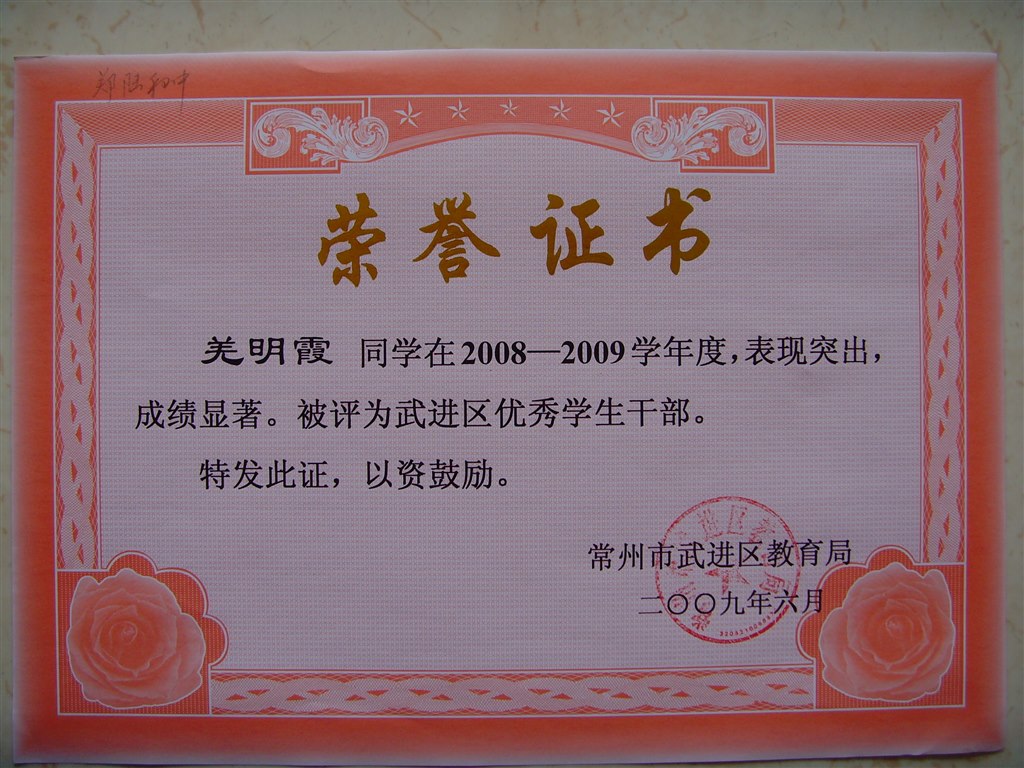 郑陆初中
荣誉证书
羌明霞 同学在2008—2009学年度，表现突出，
成绩显著。被评为武进区优秀学生干部。
特发此证，以资鼓励。
常州市武进区教育局
二〇〇九年六月